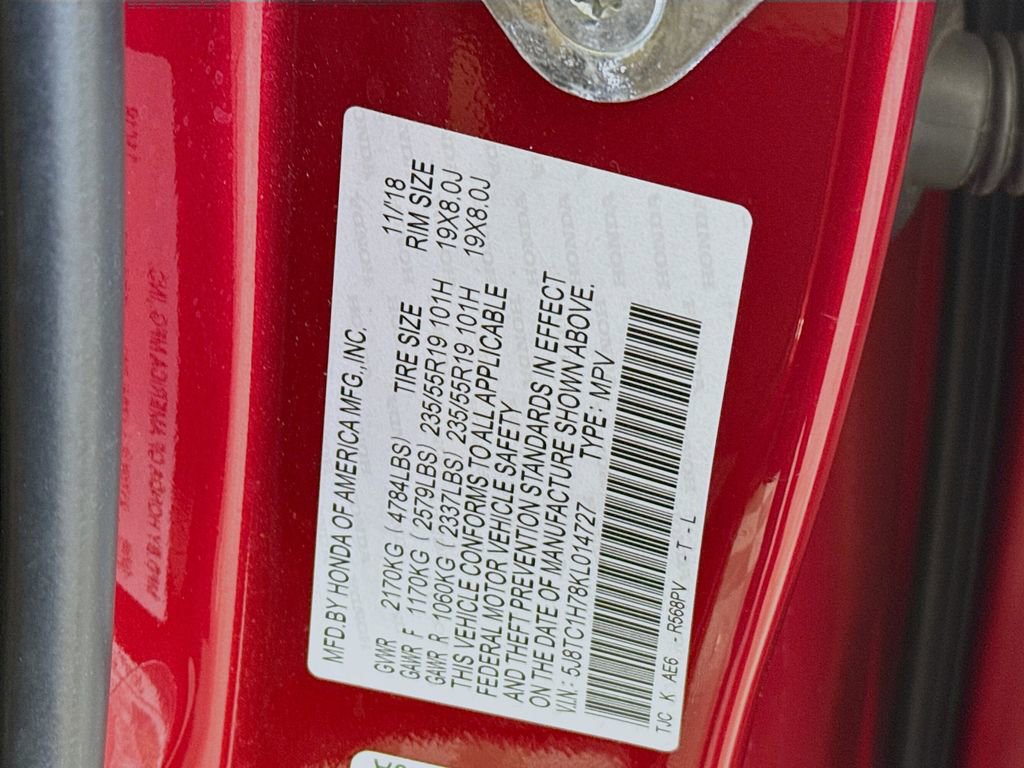 MFD.BY HONDA OF AMERICA MFG.,INC. 11/18
GWR 2170KG ( 4784LBS) TIRE SIZE RIM SIZE
GAWR F 1170KG ( 2579LBS) 235/55R19 101H 19X8.0J
GAWR R 1060KG ( 2337LBS) 235/55R19 101H 19X8.0J
THIS VEHICLE CONFORMS TO ALL APPLICABLE
FEDERAL MOTOR VEHICLE SAFETY
AND THEFT PREVENTION STANDARDS IN EFFECT
ON THE DATE OF MANUFACTURE SHOWN ABOVE.
V.I.N : 5J8TC1H78KL014727 TYPE : MPV
TJC K AE6 - R568PV - T - L